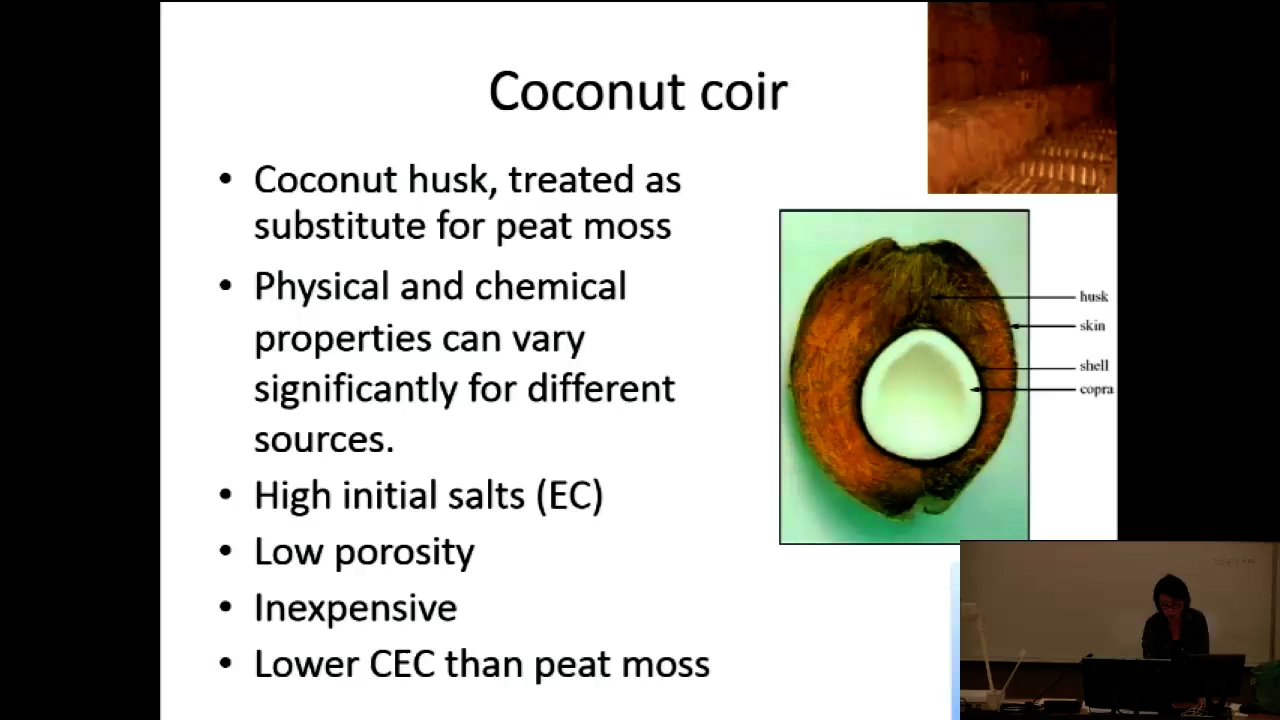 Coconut coir
• Coconut husk, treated as
substitute for peat moss
• Physical and chemical
properties can vary
significantly for different
sources.
• High initial salts (EC)
• Low porosity
• Inexpensive
• Lower CEC than peat moss
husk
skin
shell
copra